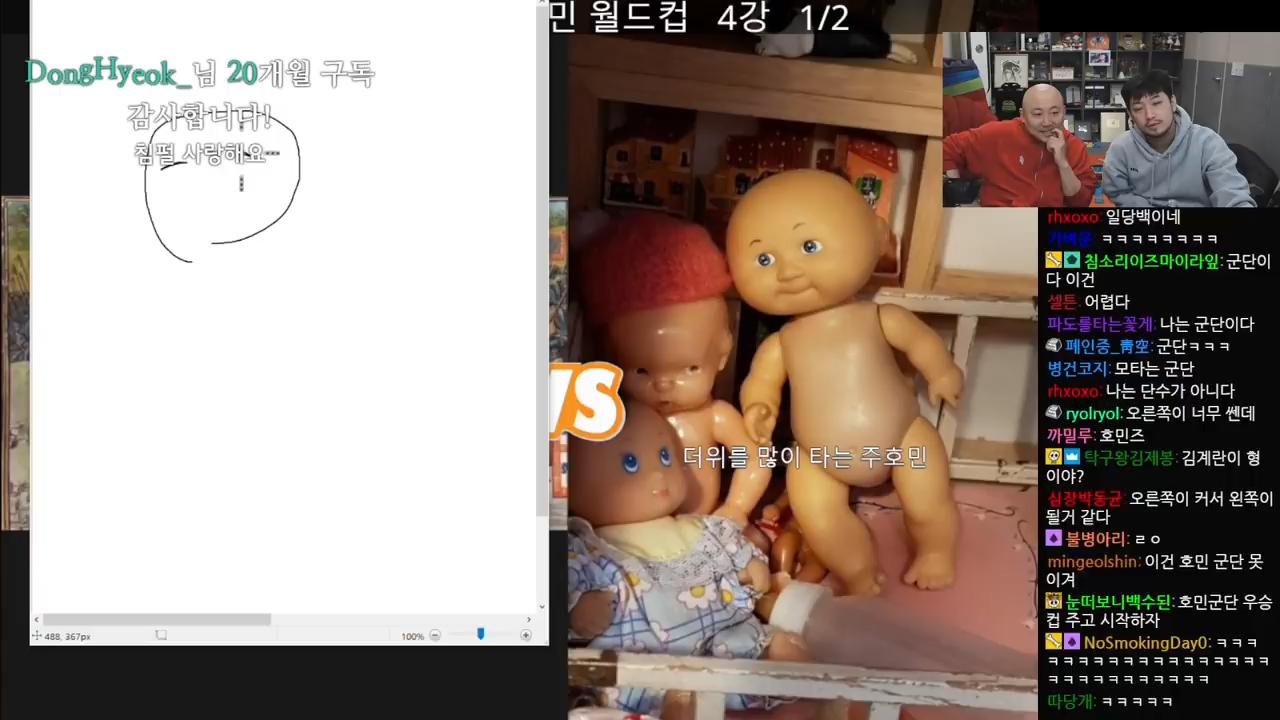 민 월드컵 4강 1/2
DongHyeok_님 20개월 구독
감사합니다!
침펄 사랑해요
VS
더위를 많이 타는 주호민
488, 367px
100%
rhxoxo: 일당백이네
가벼운 ㅋㅋㅋㅋㅋㅋㅋㅋ
침소리이즈마이라잎: 군단이
다 이건
셀튼: 어렵다
파도를타는꽃게: 나는 군단이다
폐인중_靑空: 군단ㅋㅋㅋ
병건코지: 모타는 군단
rhxoxo: 나는 단수가 아니다
ryolryol: 오른쪽이 너무 쎈데
까밀루: 호민즈
탁구왕김제봉: 김계란이 형
이야?
심장박동균: 오른쪽이 커서 왼쪽이
될거 같다
불병아리: ㄹㅇ
mingeolshin: 이건 호민 군단 못
이겨
눈떠보니백수된: 호민군단 우승
컵 주고 시작하자
NoSmokingDay0: ㅋㅋㅋ
ㅋㅋㅋㅋㅋㅋㅋㅋㅋㅋㅋㅋㅋㅋㅋ
ㅋㅋㅋㅋㅋㅋㅋㅋㅋㅋㅋ
따당개: ㅋㅋㅋㅋㅋ